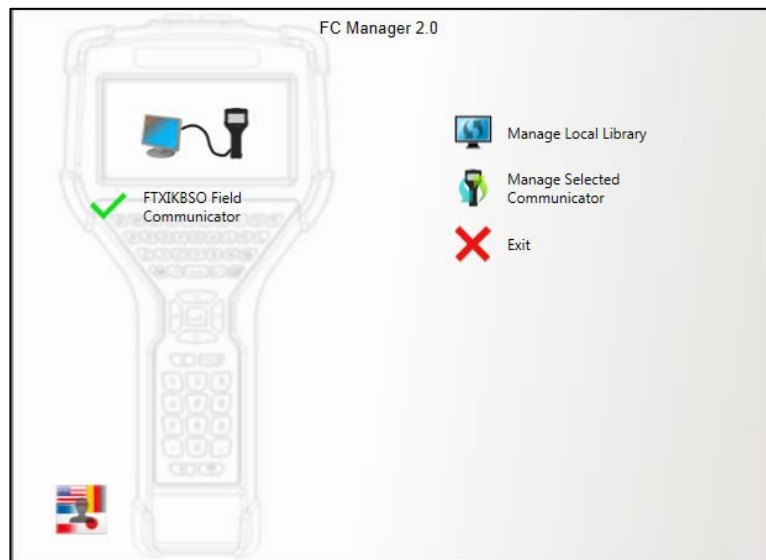 FC Manager 2.0
FTXIKBSO Field
Communicator
Manage Local Library
Manage Selected
Communicator
Exit